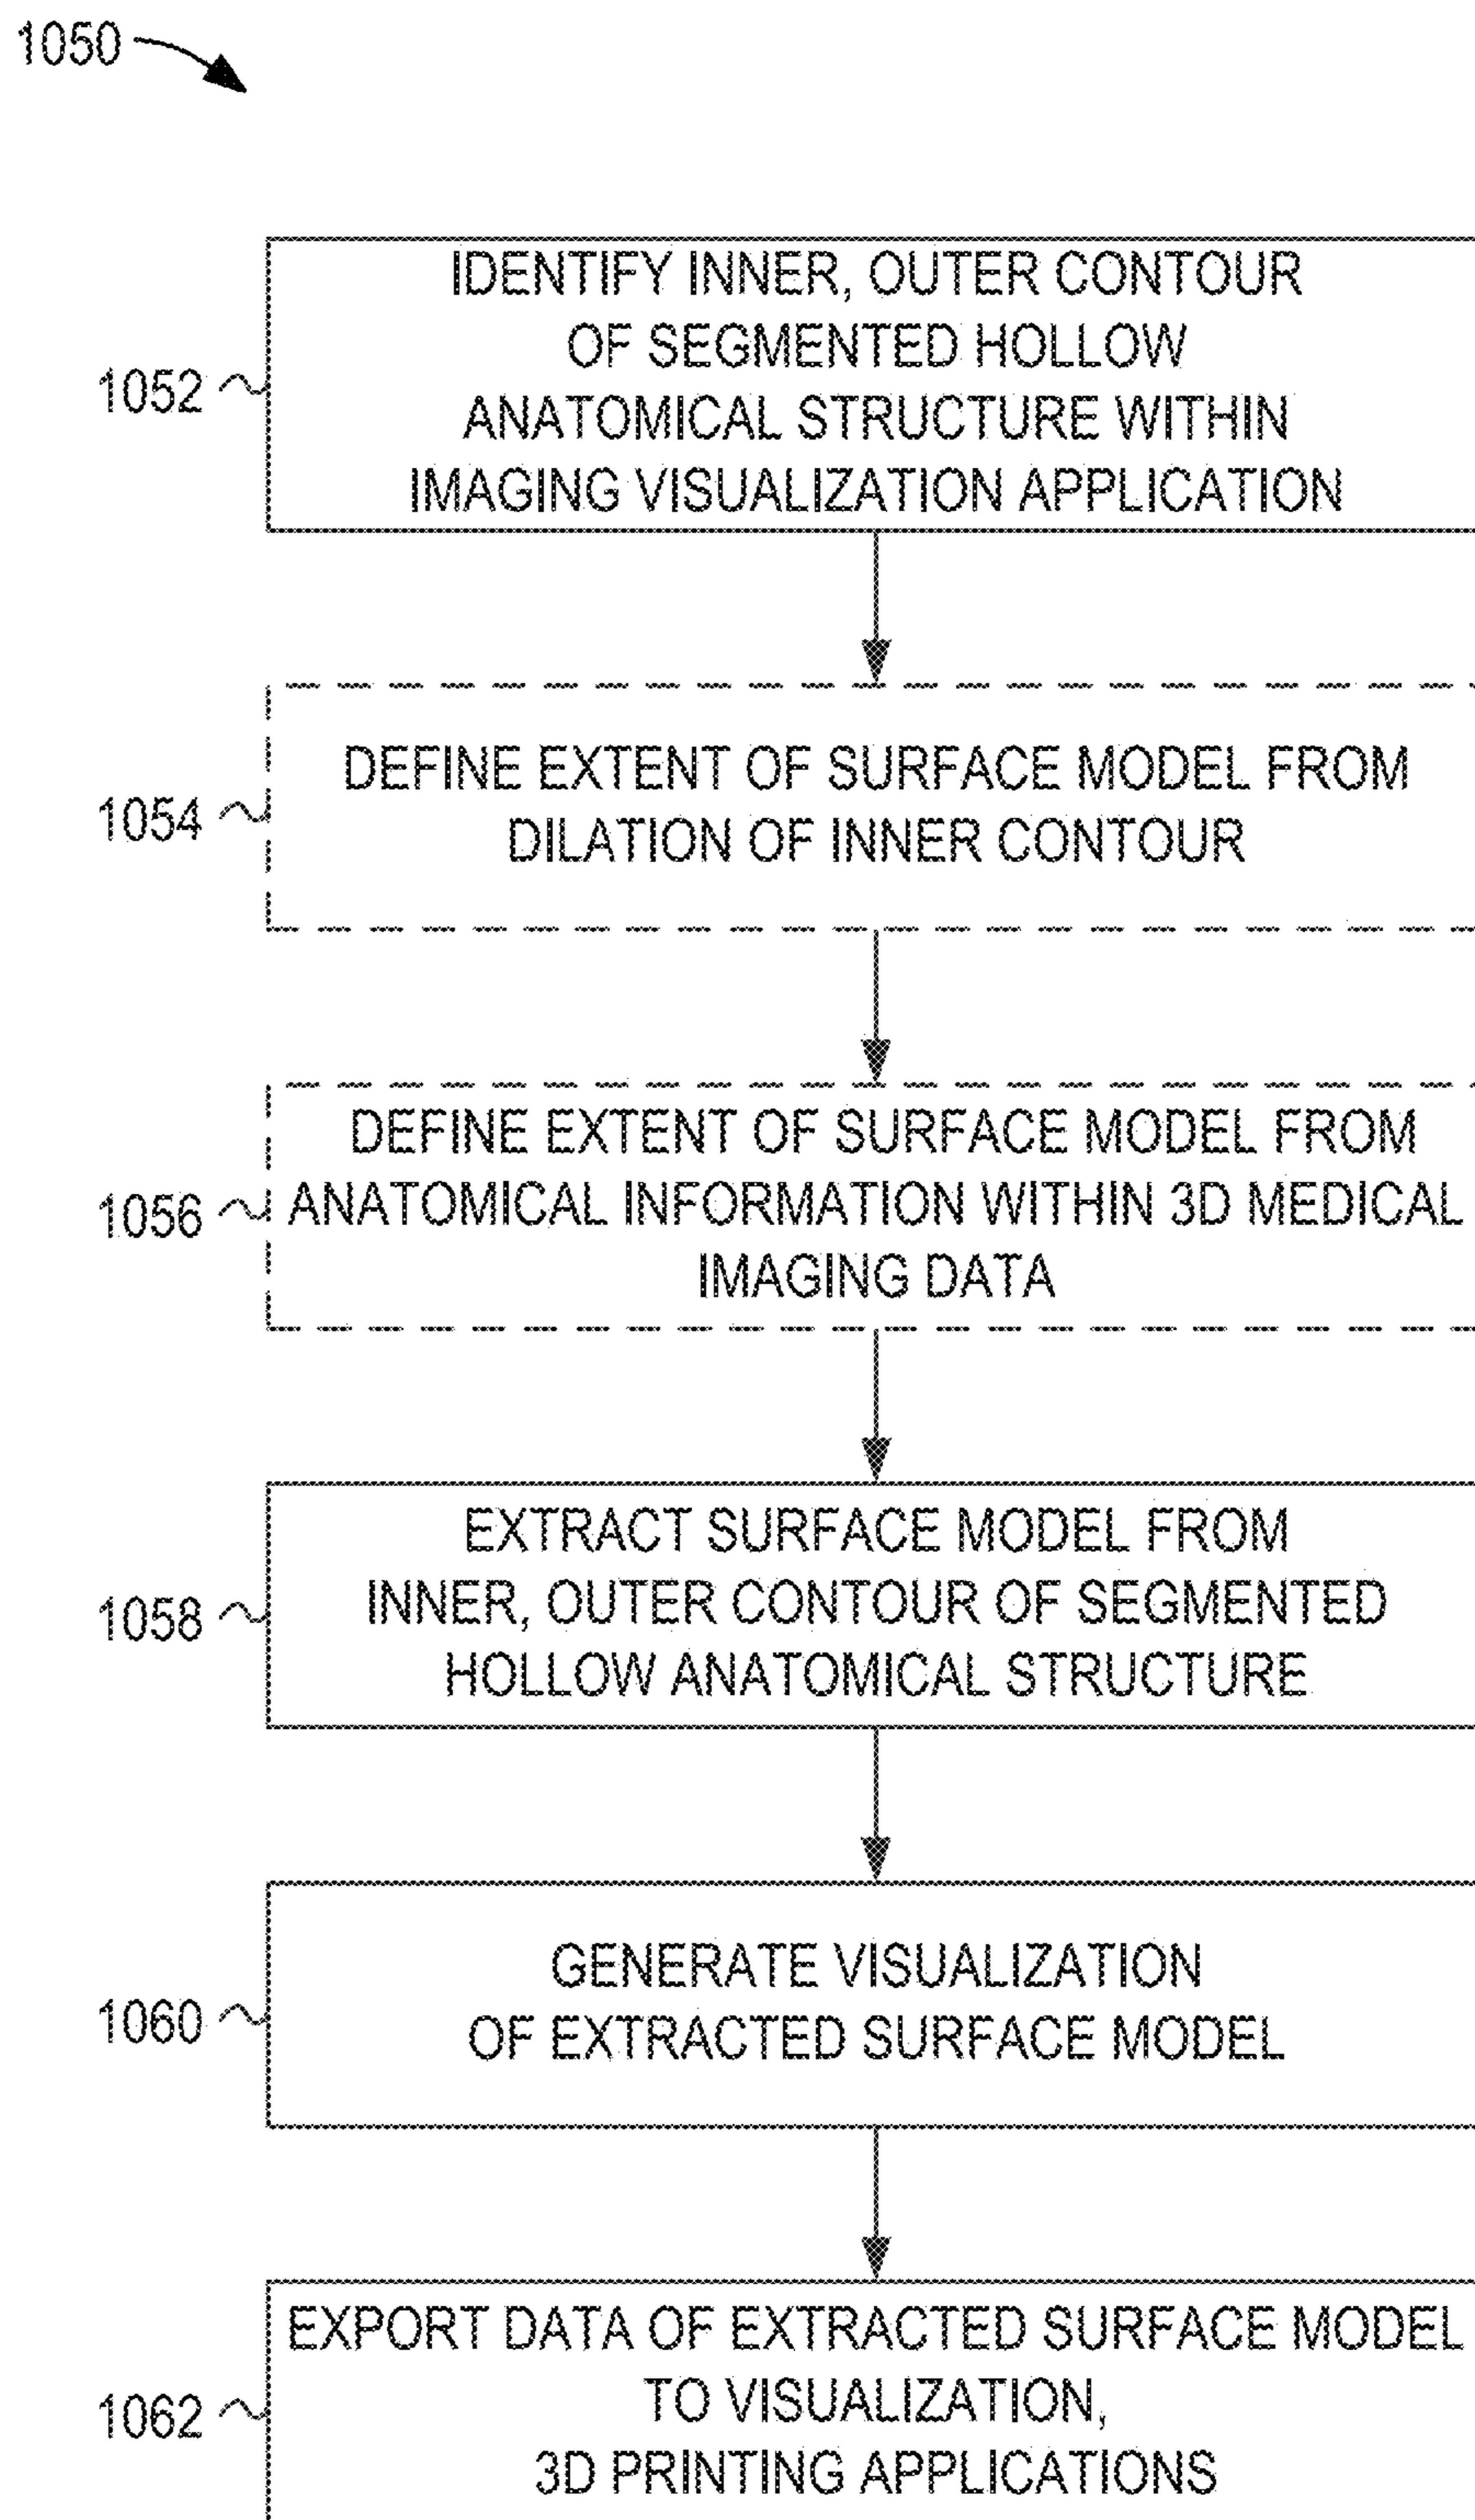 1050
IDENTIFY INNER, OUTER CONTOUR
OF SEGMENTED HOLLOW
ANATOMICAL STRUCTURE WITHIN
IMAGING VISUALIZATION APPLICATION
1052
DEFINE EXTENT OF SURFACE MODEL FROM
DILATION OF INNER CONTOUR
1054
DEFINE EXTENT OF SURFACE MODEL FROM
ANATOMICAL INFORMATION WITHIN 3D MEDICAL
IMAGING DATA
1056
EXTRACT SURFACE MODEL FROM
INNER, OUTER CONTOUR OF SEGMENTED
HOLLOW ANATOMICAL STRUCTURE
1058
GENERATE VISUALIZATION
OF EXTRACTED SURFACE MODEL
1060
EXPORT DATA OF EXTRACTED SURFACE MODEL
TO VISUALIZATION,
3D PRINTING APPLICATIONS
1062